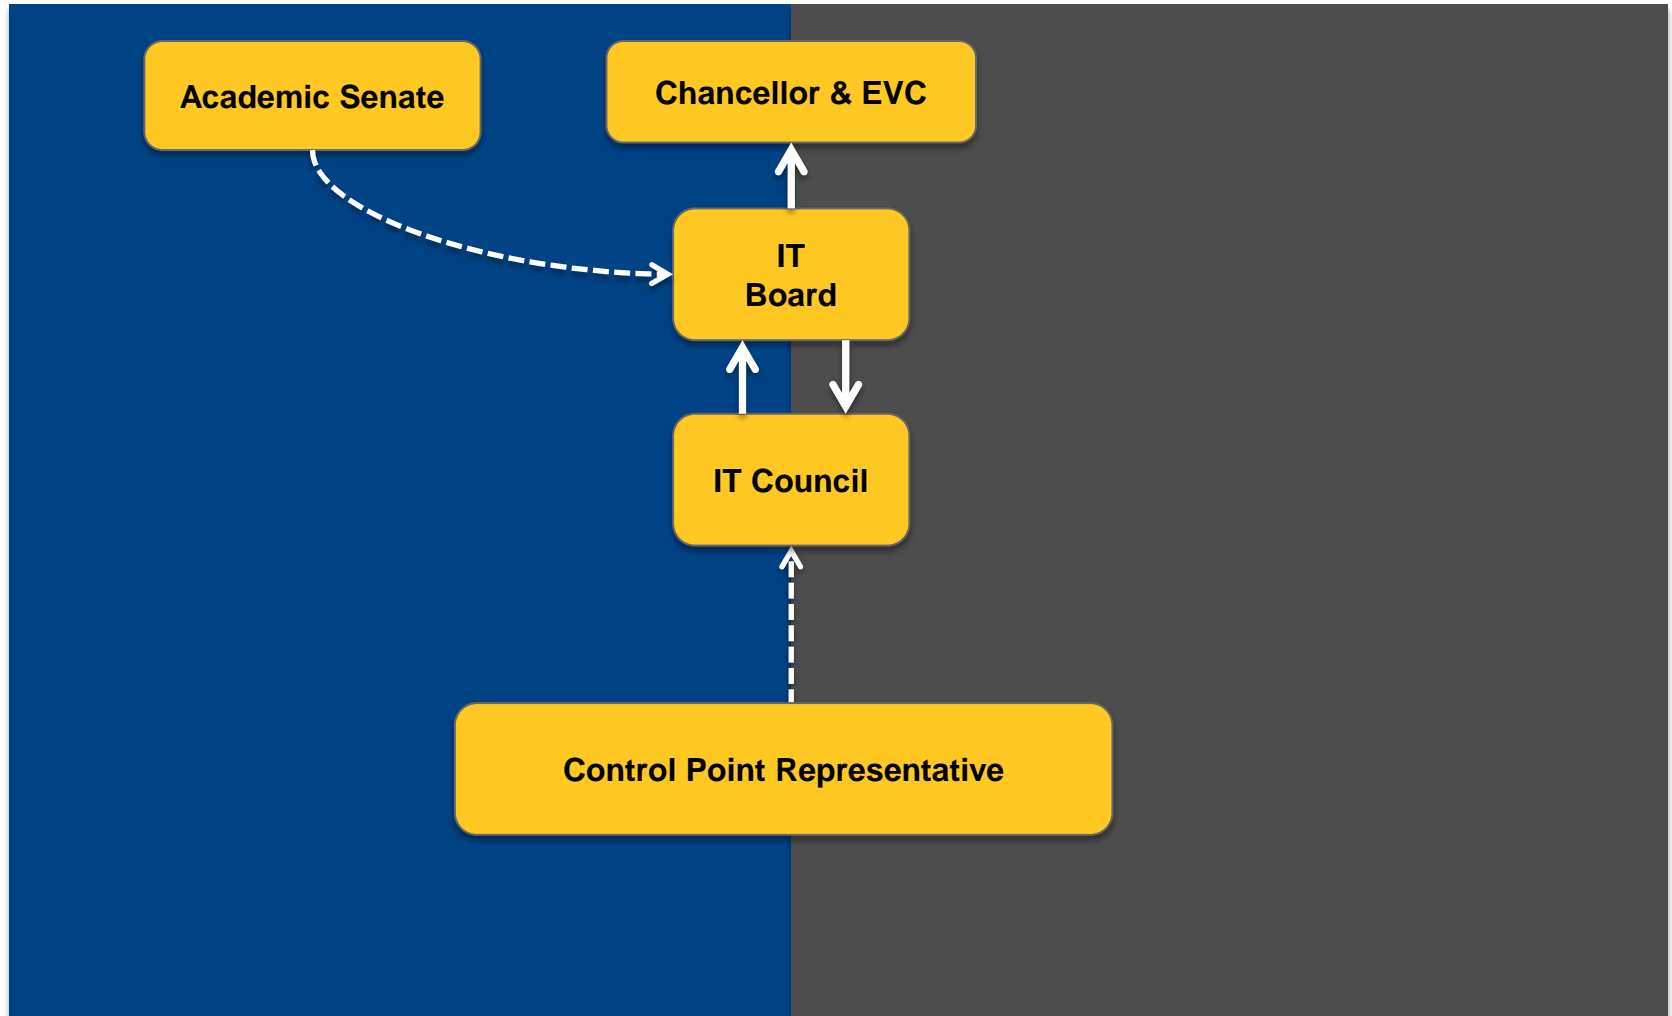 Academic Senate
Chancellor & EVC
IT
Board
IT Council
Control Point Representative